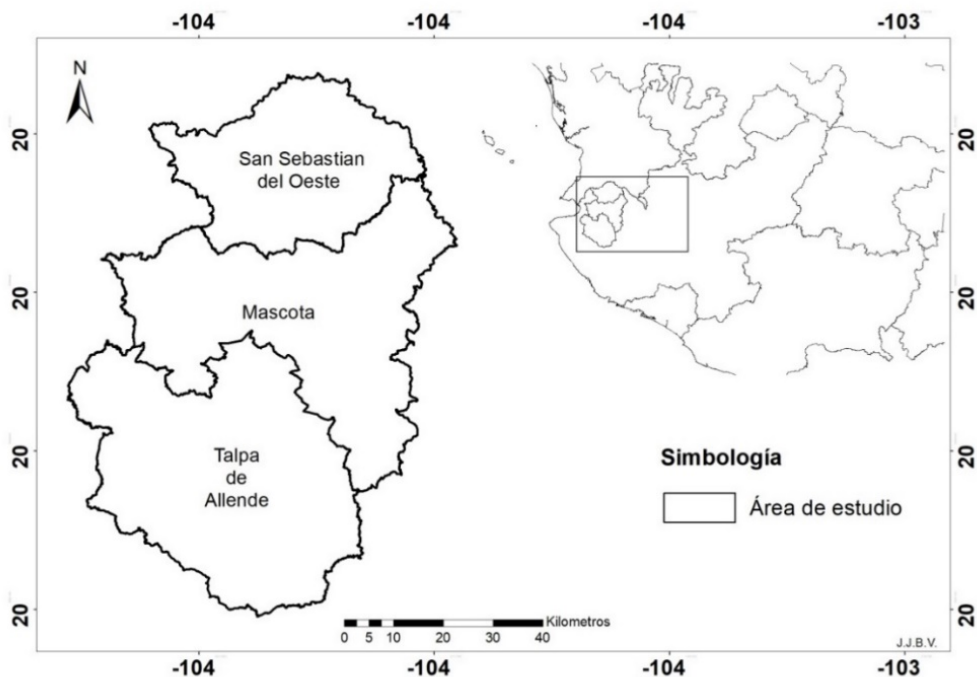 -104 -104 -104 -103
N
20 20
San Sebastian
del Oeste
20 20
Mascota
20 20
Talpa
de
Allende
Simbología
Área de estudio
20 20
Kilometros
0 5 10 20 30 40
J.J.B.V.
-104 -104 -104 -103